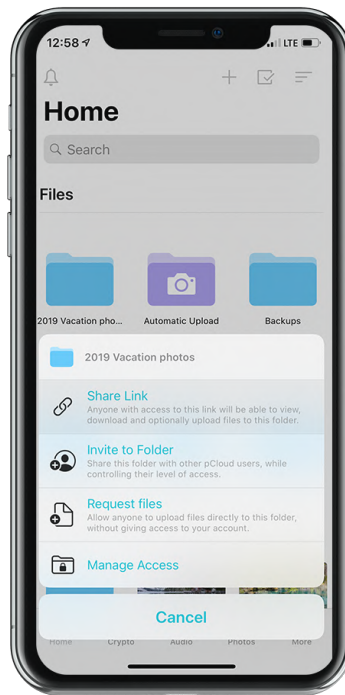 12:58
LTE
Home
Search
Files
2019 Vacation pho...
Automatic Upload
Backups
2019 Vacation photos
Share Link
Anyone with access to this link will be able to view,
download and optionally upload files to this folder.
Invite to Folder
Share this folder with other pCloud users, while
controlling their level of access.
Request files
Allow anyone to upload files directly to this folder,
without giving access to your account.
Manage Access
Cancel
Home
Crypto
Audio
Photos
More